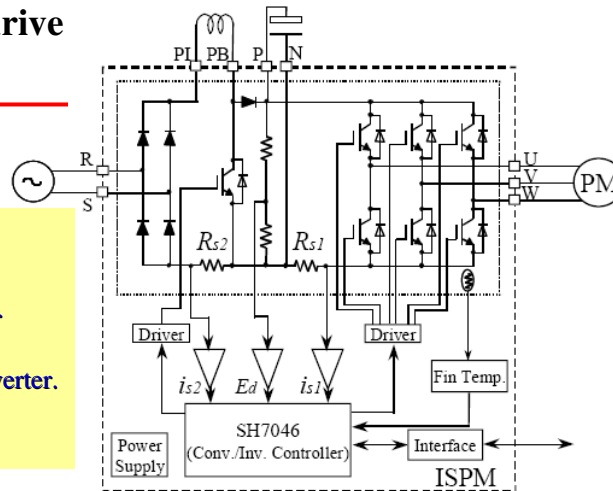 rive
PI PB P N
R
S
U
V
W
PM
Rs2 Rs1
Driver
Driver
is2 Ed is1
Fin Temp.
verter.
SH7046
(Conv./Inv. Controller)
Power
Supply
Interface
ISPM